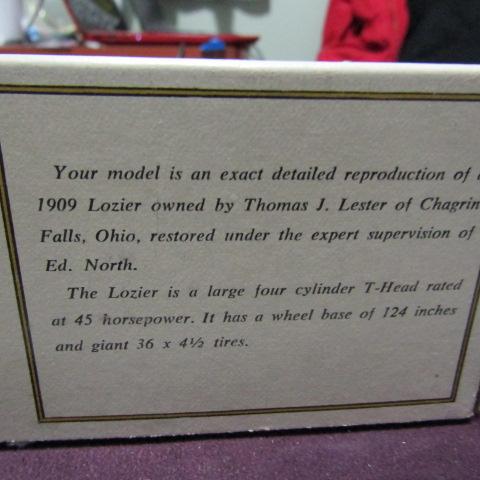 Your model is an exact detailed reproduction of
1909 Lozier owned by Thomas J. Lester of Chagrin
Falls, Ohio, restored under the expert supervision of
Ed. North.
The Lozier is a large four cylinder T-Head rated
at 45 horsepower. It has a wheel base of 124 inches
and giant 36 x 4½ tires.